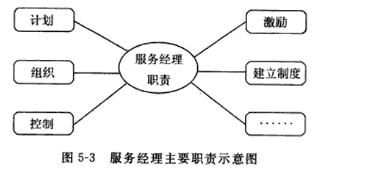 计划
激励
服务经理
职责
组织
建立制度
控制
······
图 5-3 服务经理主要职责示意图